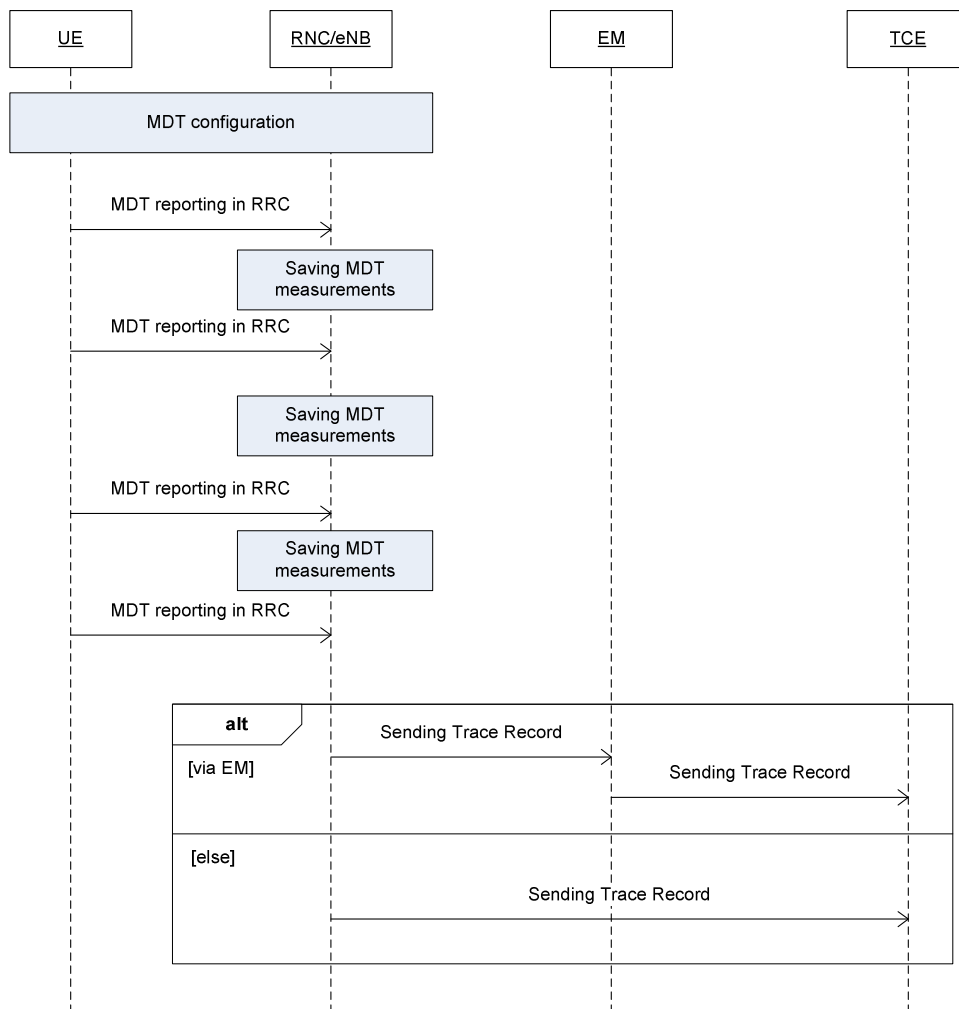 UE
RNC/eNB
EM
TCE
MDT configuration
MDT reporting in RRC
Saving MDT
measurements
MDT reporting in RRC
Saving MDT
measurements
MDT reporting in RRC
Saving MDT
measurements
MDT reporting in RRC
alt
Sending Trace Record
[via EM]
Sending Trace Record
[else]
Sending Trace Record